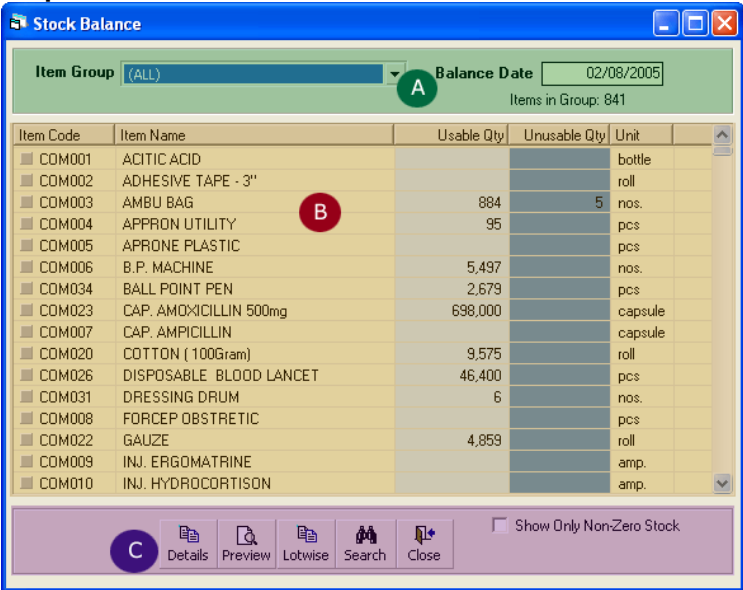 Stock Balance
Item Group (ALL) A Balance Date 02/08/2005
Items in Group: 841
Item Code Item Name Usable Qty Unusable Qty Unit
COM001 ACITIC ACID bottle
COM002 ADHESIVE TAPE - 3" roll
COM003 AMBU BAG B 884 5 nos.
COM004 APPRON UTILITY 95 pcs
COM005 APRONE PLASTIC pcs
COM006 B.P. MACHINE 5,497 nos.
COM034 BALL POINT PEN 2,679 pcs
COM023 CAP. AMOXICILLIN 500mg 698,000 capsule
COM007 CAP. AMPICILLIN capsule
COM020 COTTON ( 100Gram) 9,575 roll
COM026 DISPOSABLE BLOOD LANCET 46,400 pcs
COM031 DRESSING DRUM 6 nos.
COM008 FORCEP OBSTRETIC pcs
COM022 GAUZE 4,859 roll
COM009 INJ. ERGOMATRINE amp.
COM010 INJ. HYDROCORTISON amp.
Show Only Non-Zero Stock
C Details Preview Lotwise Search Close